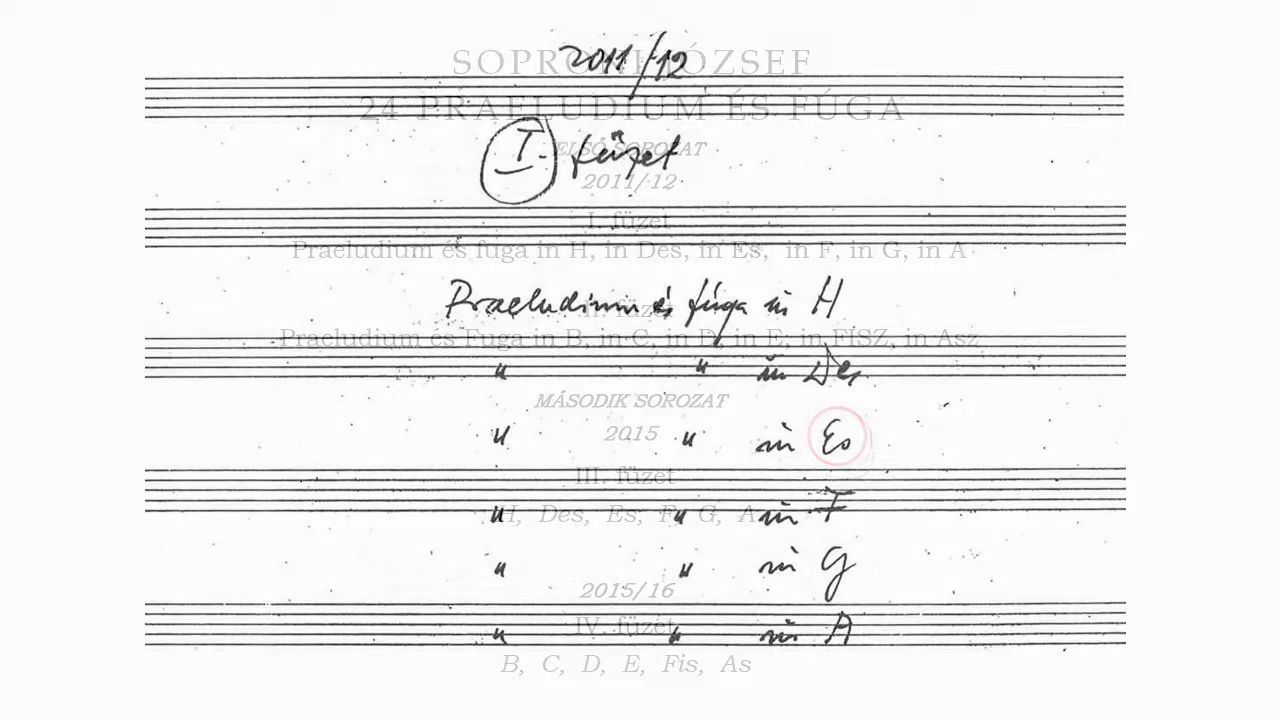 SOPRONI JÓZSEF
2011/12
24 PRAELUDIUM ÉS FÚGA
ELSŐ SOROZAT
I. füzet
2011/12
I. füzet
Praeludium és fuga in H, in Des, in Es, in F, in G, in A
Praeludium és fúga in H
II. füzet
Praeludium és Fuga in B, in C, in D, in E, in FISZ, in Asz
" " in Des
MÁSODIK SOROZAT
2015
" " in Es
III. füzet
H, Des, Es, F, G, A
" " in F
" " in G
2015/16
IV. füzet
" " in A
B, C, D, E, Fis, As